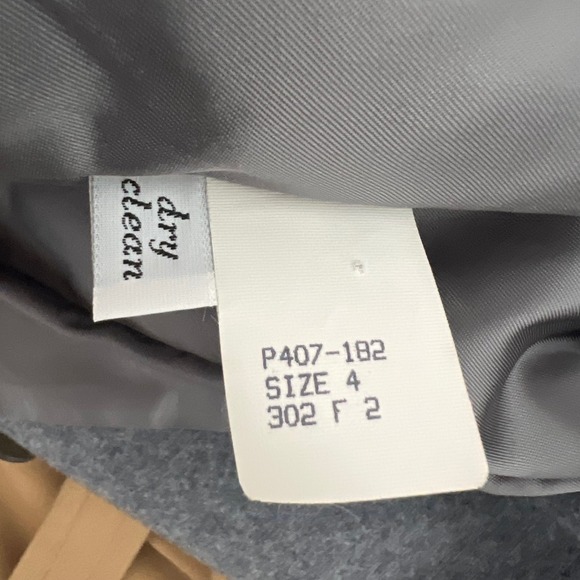 dry
clean
P407-182
SIZE 4
302 F 2